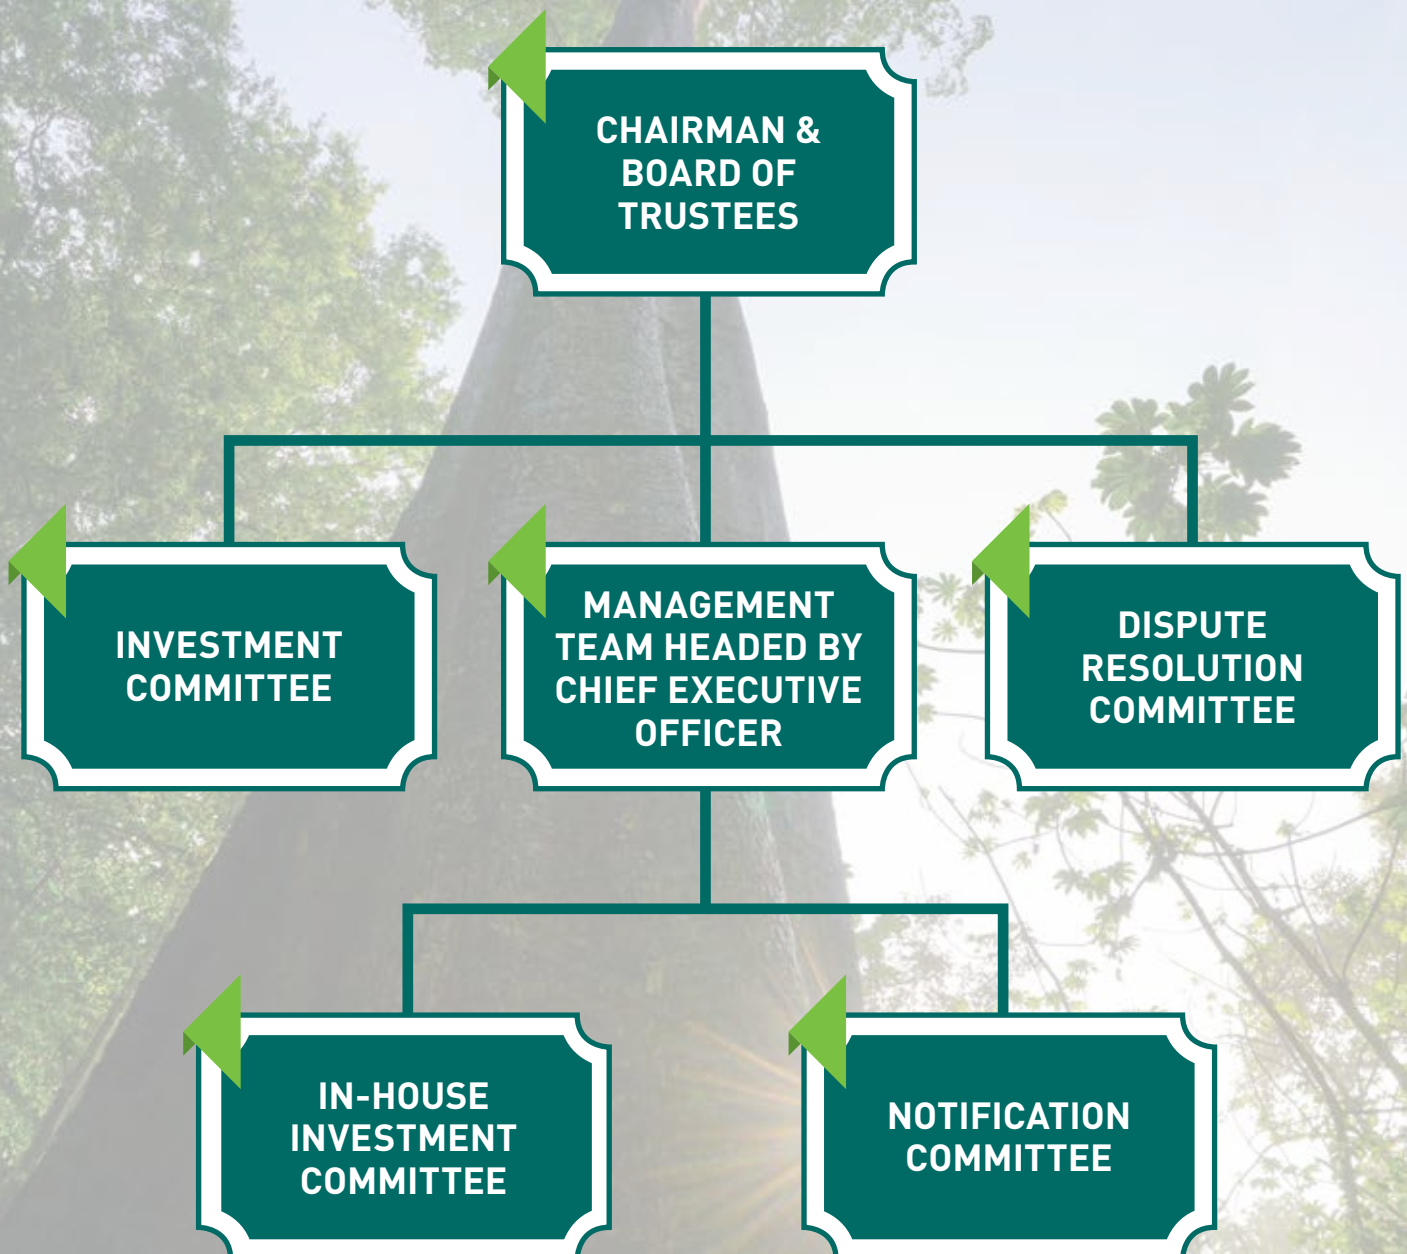 CHAIRMAN &
BOARD OF
TRUSTEES
INVESTMENT
COMMITTEE
MANAGEMENT
TEAM HEADED BY
CHIEF EXECUTIVE
OFFICER
DISPUTE
RESOLUTION
COMMITTEE
IN-HOUSE
INVESTMENT
COMMITTEE
NOTIFICATION
COMMITTEE